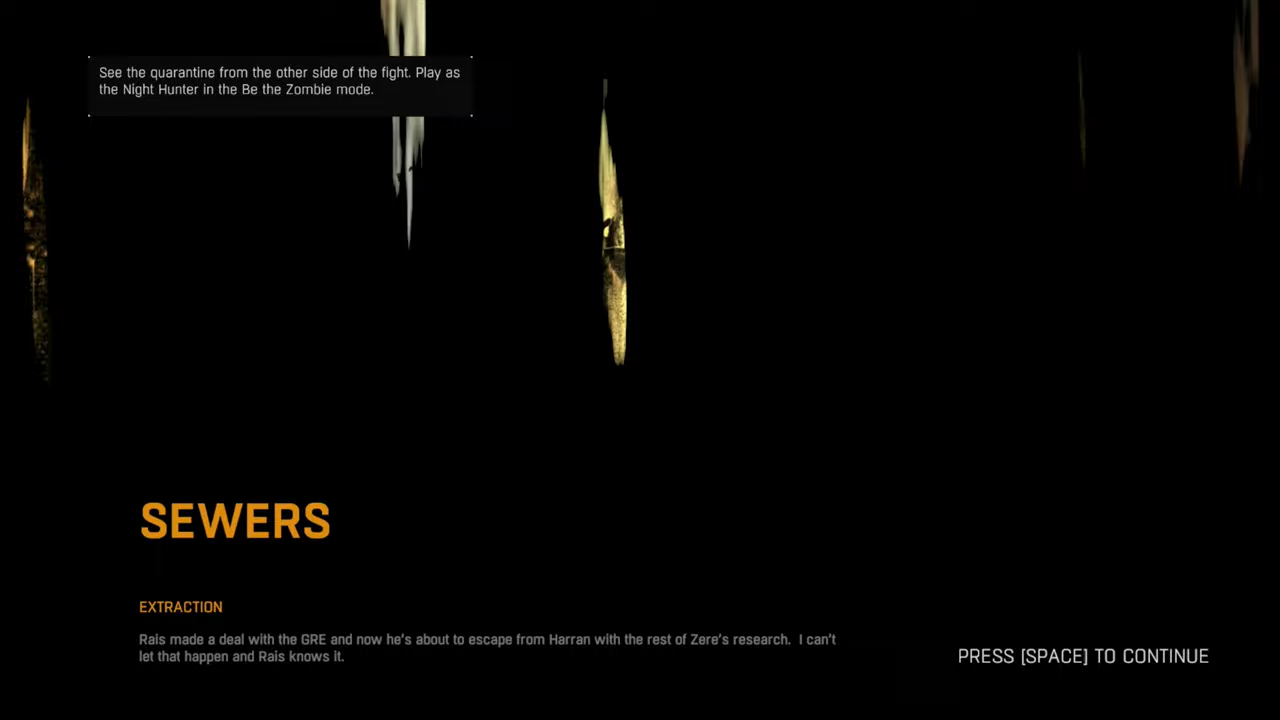 See the quarantine from the other side of the fight. Play as
the Night Hunter in the Be the Zombie mode.
SEWERS
EXTRACTION
Rais made a deal with the GRE and now he's about to escape from Harran with the rest of Zere's research.  I can't
let that happen and Rais knows it.
PRESS [SPACE] TO CONTINUE